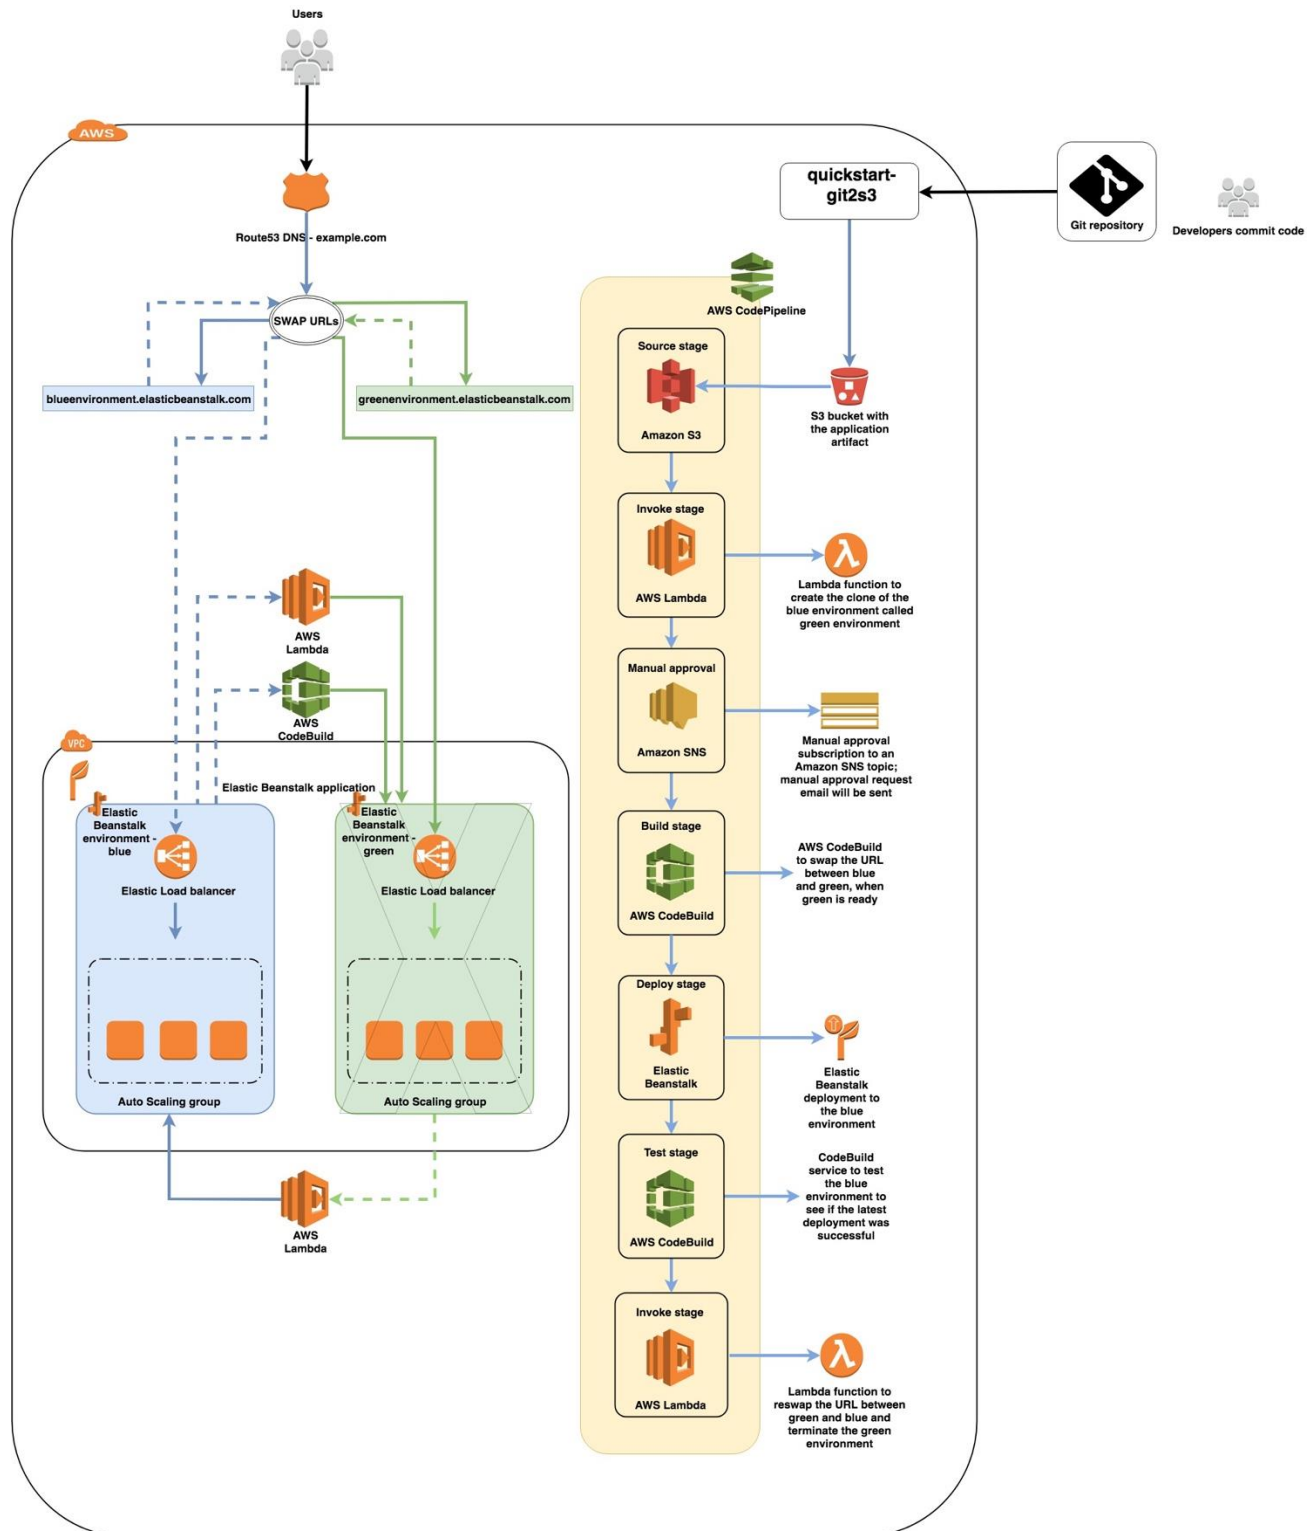 Users
AWS
quickstart-
git2s3
Git repository
Developers commit code
Route53 DNS - example.com
SWAP URLs
blueenvironment.elasticbeanstalk.com
greenenvironment.elasticbeanstalk.com
AWS CodePipeline
Source stage
Amazon S3
S3 bucket with
the application
artifact
Invoke stage
AWS Lambda
Lambda function to
create the clone of the
blue environment called
green environment
AWS
Lambda
AWS
CodeBuild
Manual approval
Amazon SNS
Manual approval
subscription to an
Amazon SNS topic;
manual approval request
email will be sent
VPC
Elastic Beanstalk application
Elastic
Beanstalk
environment -
blue
Elastic Load balancer
Auto Scaling group
Elastic
Beanstalk
environment -
green
Elastic Load balancer
Auto Scaling group
AWS
Lambda
Build stage
AWS CodeBuild
AWS CodeBuild
to swap the URL
between blue
and green, when
green is ready
Deploy stage
Elastic
Beanstalk
Elastic
Beanstalk
deployment to
the blue
environment
Test stage
AWS CodeBuild
CodeBuild
service to test
the blue
environment to
see if the latest
deployment was
successful
Invoke stage
AWS Lambda
Lambda function to
reswap the URL between
green and blue and
terminate the green
environment